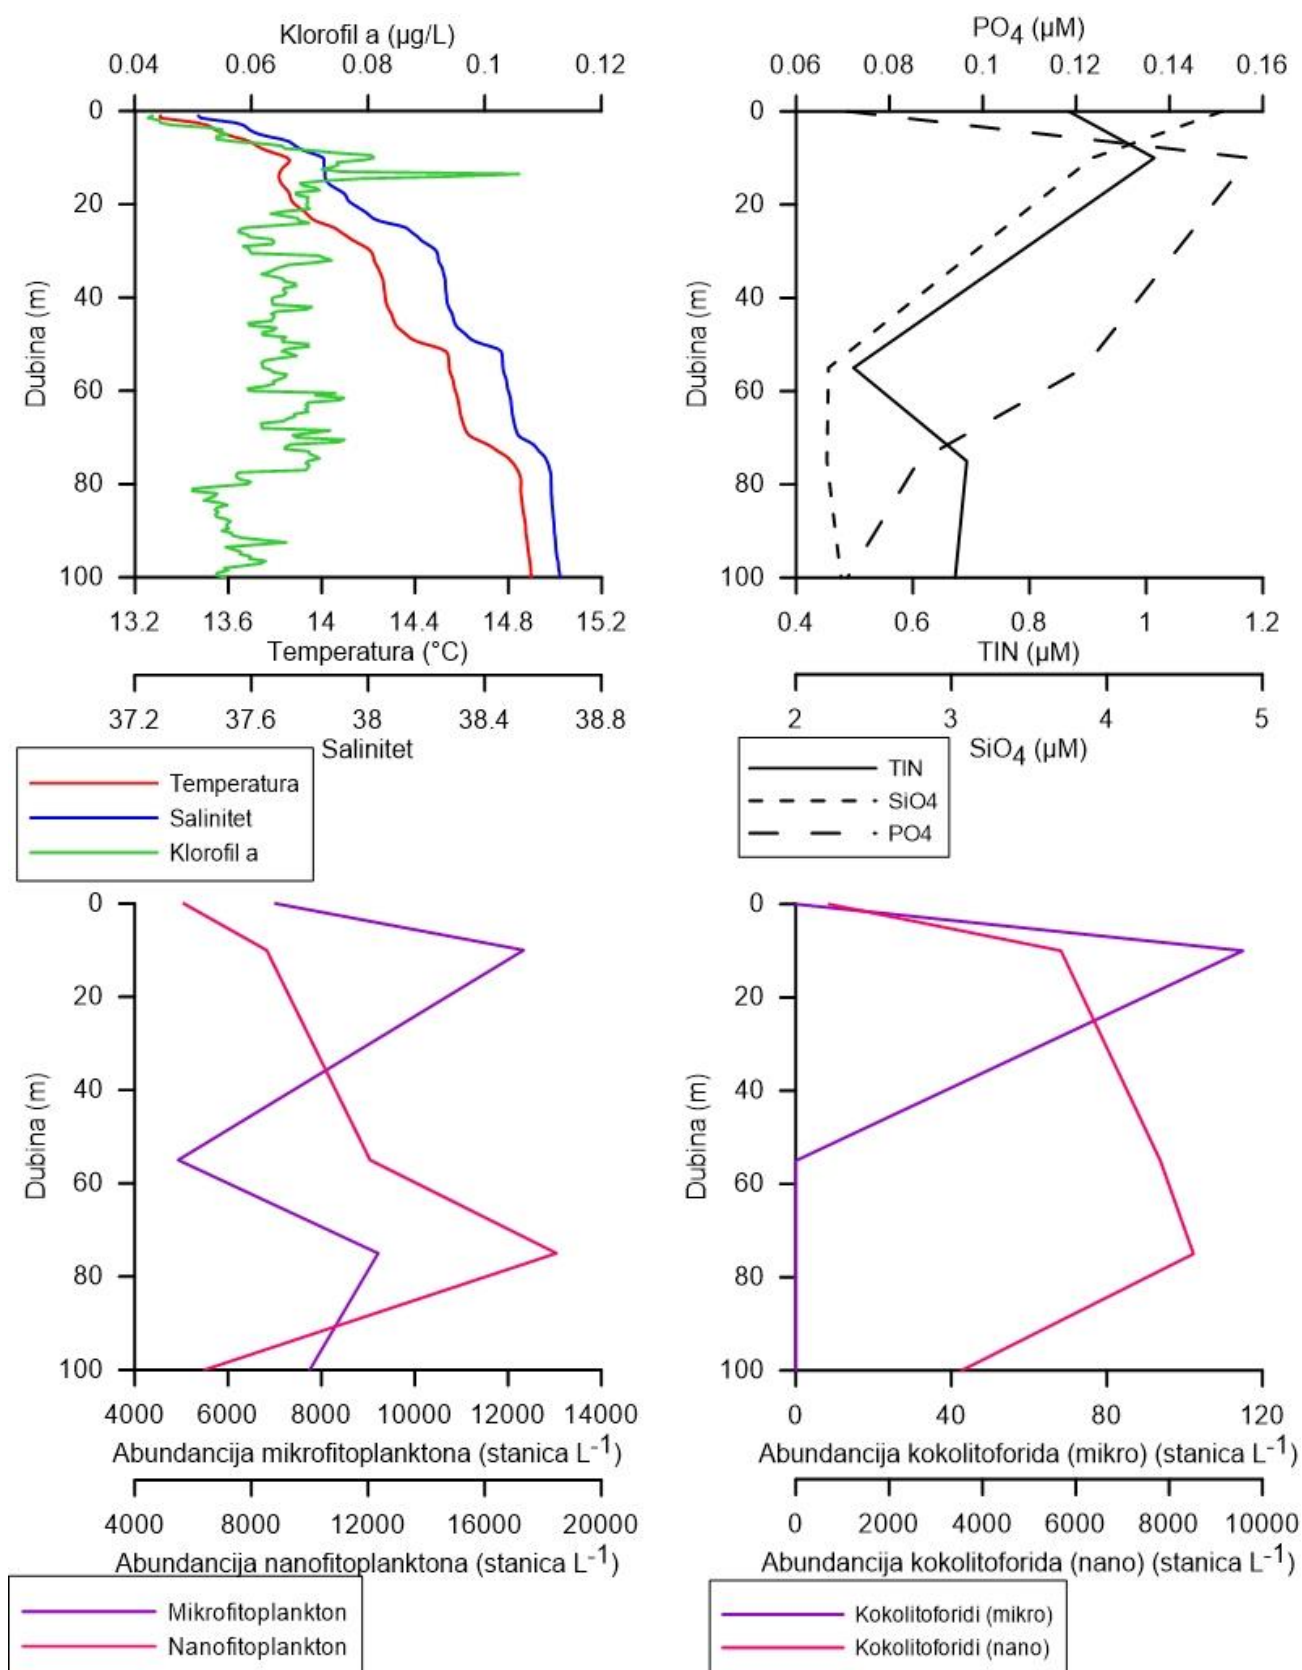 Klorofil a (µg/L)
0.04 0.06 0.08 0.1 0.12
0
20
40
60
80
100
Dubina (m)
13.2 13.6 14 14.4 14.8 15.2
Temperatura (°C)
37.2 37.6 38 38.4 38.8
Salinitet
Temperatura
Salinitet
Klorofil a
PO4 (µM)
0.06 0.08 0.1 0.12 0.14 0.16
0
20
40
60
80
100
Dubina (m)
0.4 0.6 0.8 1 1.2
TIN (µM)
2 3 4 5
SiO4 (µM)
TIN
SiO4
PO4
0
20
40
60
80
100
Dubina (m)
4000 6000 8000 10000 12000 14000
Abundancija mikrofitoplanktona (stanica L-1)
4000 8000 12000 16000 20000
Abundancija nanofitoplanktona (stanica L-1)
Mikrofitoplankton
Nanofitoplankton
0
20
40
60
80
100
Dubina (m)
0 40 80 120
Abundancija kokolitoforida (mikro) (stanica L-1)
0 2000 4000 6000 8000 10000
Abundancija kokolitoforida (nano) (stanica L-1)
Kokolitoforidi (mikro)
Kokolitoforidi (nano)